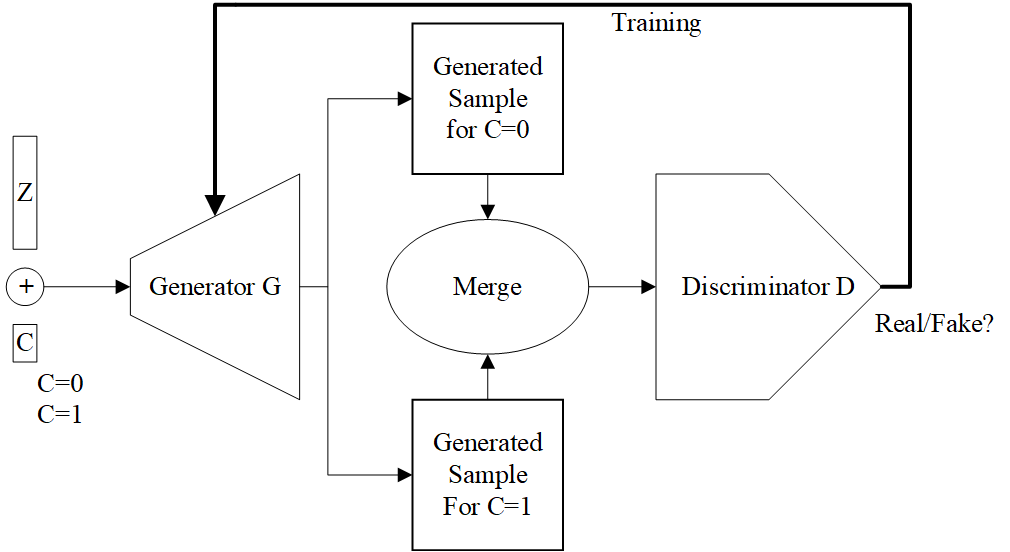 Training
Generated
Sample
for C=0
Z
+
Generator G
Merge
Discriminator D
Real/Fake?
C
C=0
C=1
Generated
Sample
For C=1